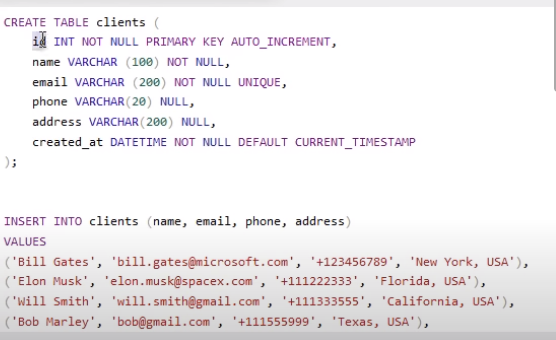 CREATE TABLE clients (
id INT NOT NULL PRIMARY KEY AUTO_INCREMENT,
name VARCHAR (100) NOT NULL,
email VARCHAR (200) NOT NULL UNIQUE,
phone VARCHAR(20) NULL,
address VARCHAR(200) NULL,
created_at DATETIME NOT NULL DEFAULT CURRENT_TIMESTAMP
);
INSERT INTO clients (name, email, phone, address)
VALUES
('Bill Gates', 'bill.gates@microsoft.com', '+123456789', 'New York, USA'),
('Elon Musk', 'elon.musk@spacex.com', '+111222333', 'Florida, USA'),
('Will Smith', 'will.smith@gmail.com', '+111333555', 'California, USA'),
('Bob Marley', 'bob@gmail.com', '+111555999', 'Texas, USA'),